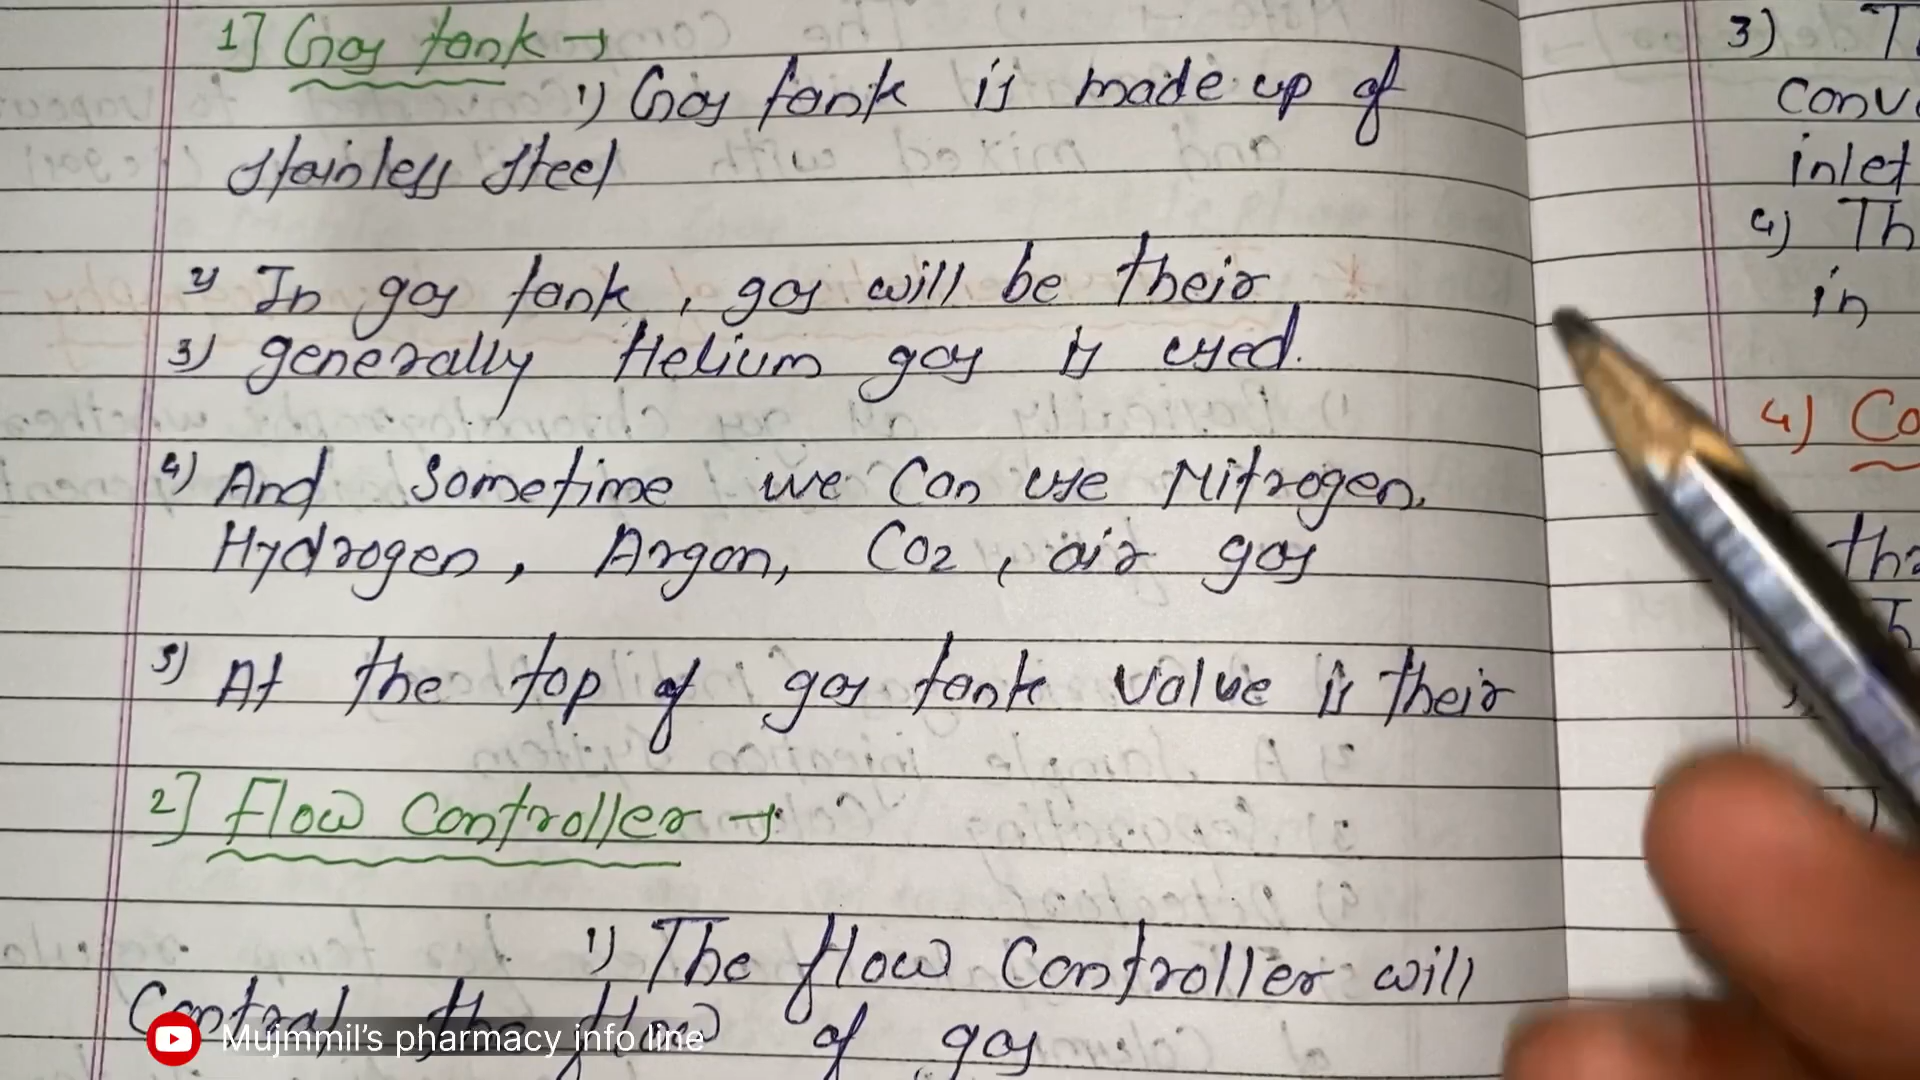 1] Gas tank →
1) Gas tank is made up of
stainless steel
2) In gas tank, gas will be their
3) generally Helium gas is used.
4) And sometime we can use Nitrogen,
Hydrogen, Argon, CO2, air gas
5) At the top of gas tank value is their
2] Flow Controller →
1) The flow Controller will
Control the flow of gas
3)
inlet
4) Th
in
4) Co
Mujmmil's pharmacy info line